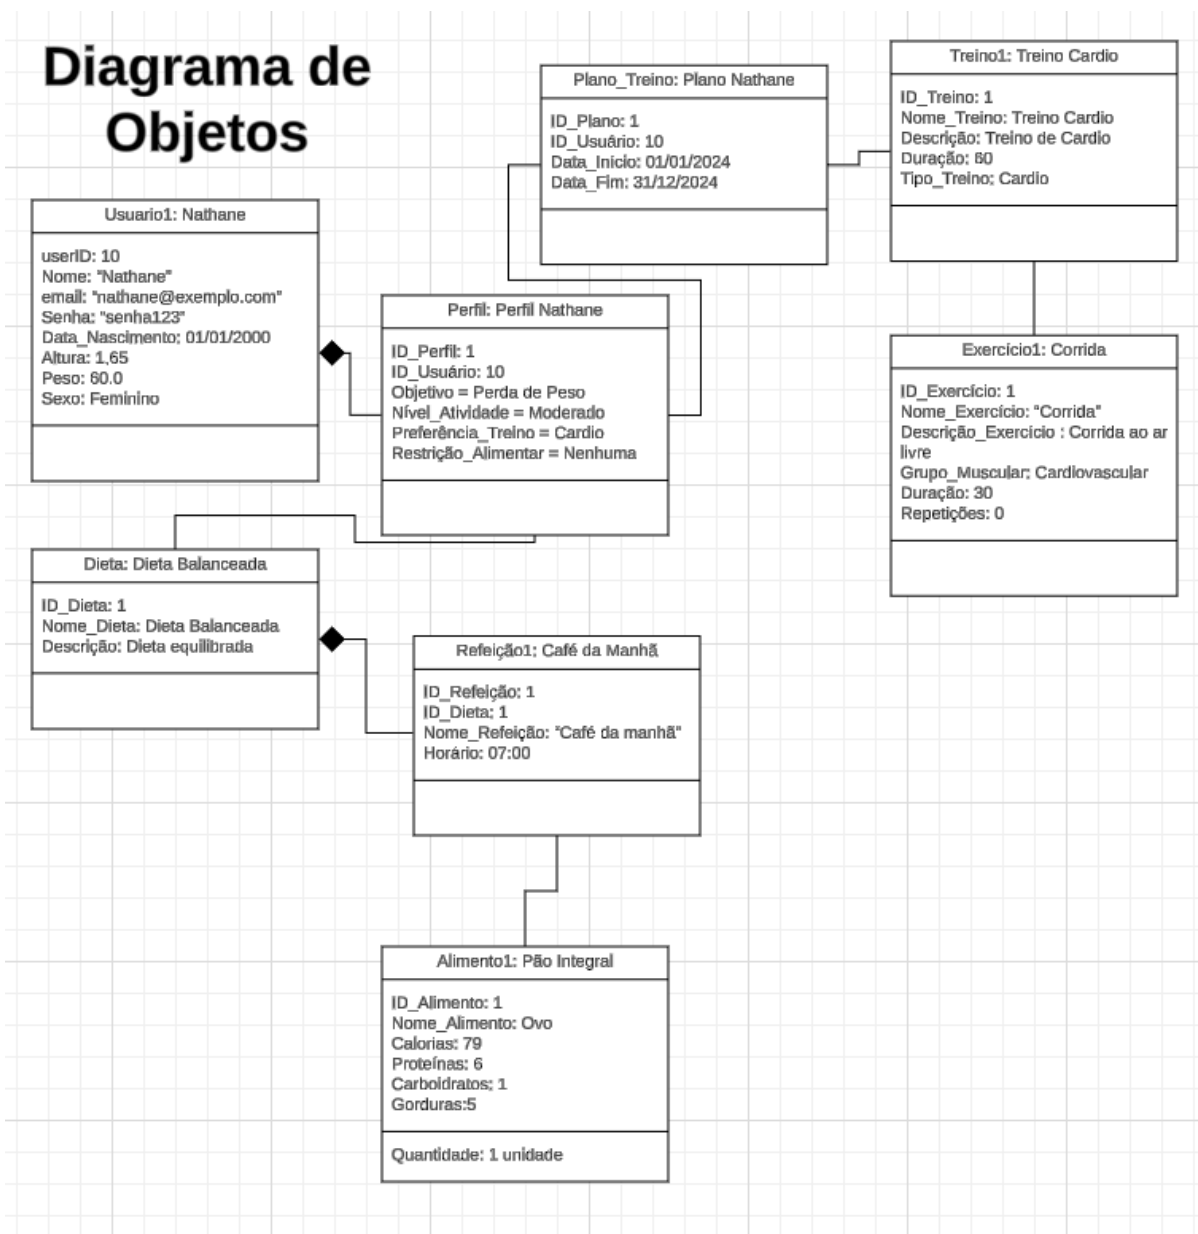 Diagrama de
Objetos
Usuario1: Nathane
userID: 10
Nome: "Nathane"
email: "nathane@exemplo.com"
Senha: "senha123"
Data_Nascimento: 01/01/2000
Altura: 1,65
Peso: 60.0
Sexo: Feminino
Plano_Treino: Plano Nathane
ID_Plano: 1
ID_Usuário: 10
Data_Inicio: 01/01/2024
Data_Fim: 31/12/2024
Treino1: Treino Cardio
ID_Treino: 1
Nome_Treino: Treino Cardio
Descrição: Treino de Cardio
Duração: 60
Tipo_Treino: Cardio
Perfil: Perfil Nathane
ID_Perfil: 1
ID_Usuário: 10
Objetivo = Perda de Peso
Nível_Atividade = Moderado
Preferência_Treino = Cardio
Restrição_Alimentar = Nenhuma
Exercício1: Corrida
ID_Exercício: 1
Nome_Exercício: "Corrida"
Descrição_Exercicio : Corrida ao ar
livre
Grupo_Muscular: Cardiovascular
Duração: 30
Repetições: 0
Dieta: Dieta Balanceada
ID_Dieta: 1
Nome_Dieta: Dieta Balanceada
Descrição: Dieta equilibrada
Refeição1: Café da Manhã
ID_Refeição: 1
ID_Dieta: 1
Nome_Refeição: "Café da manhã"
Horário: 07:00
Alimento1: Pão Integral
ID_Alimento: 1
Nome_Alimento: Ovo
Calorias: 79
Proteínas: 6
Carboidratos: 1
Gorduras:5
Quantidade: 1 unidade